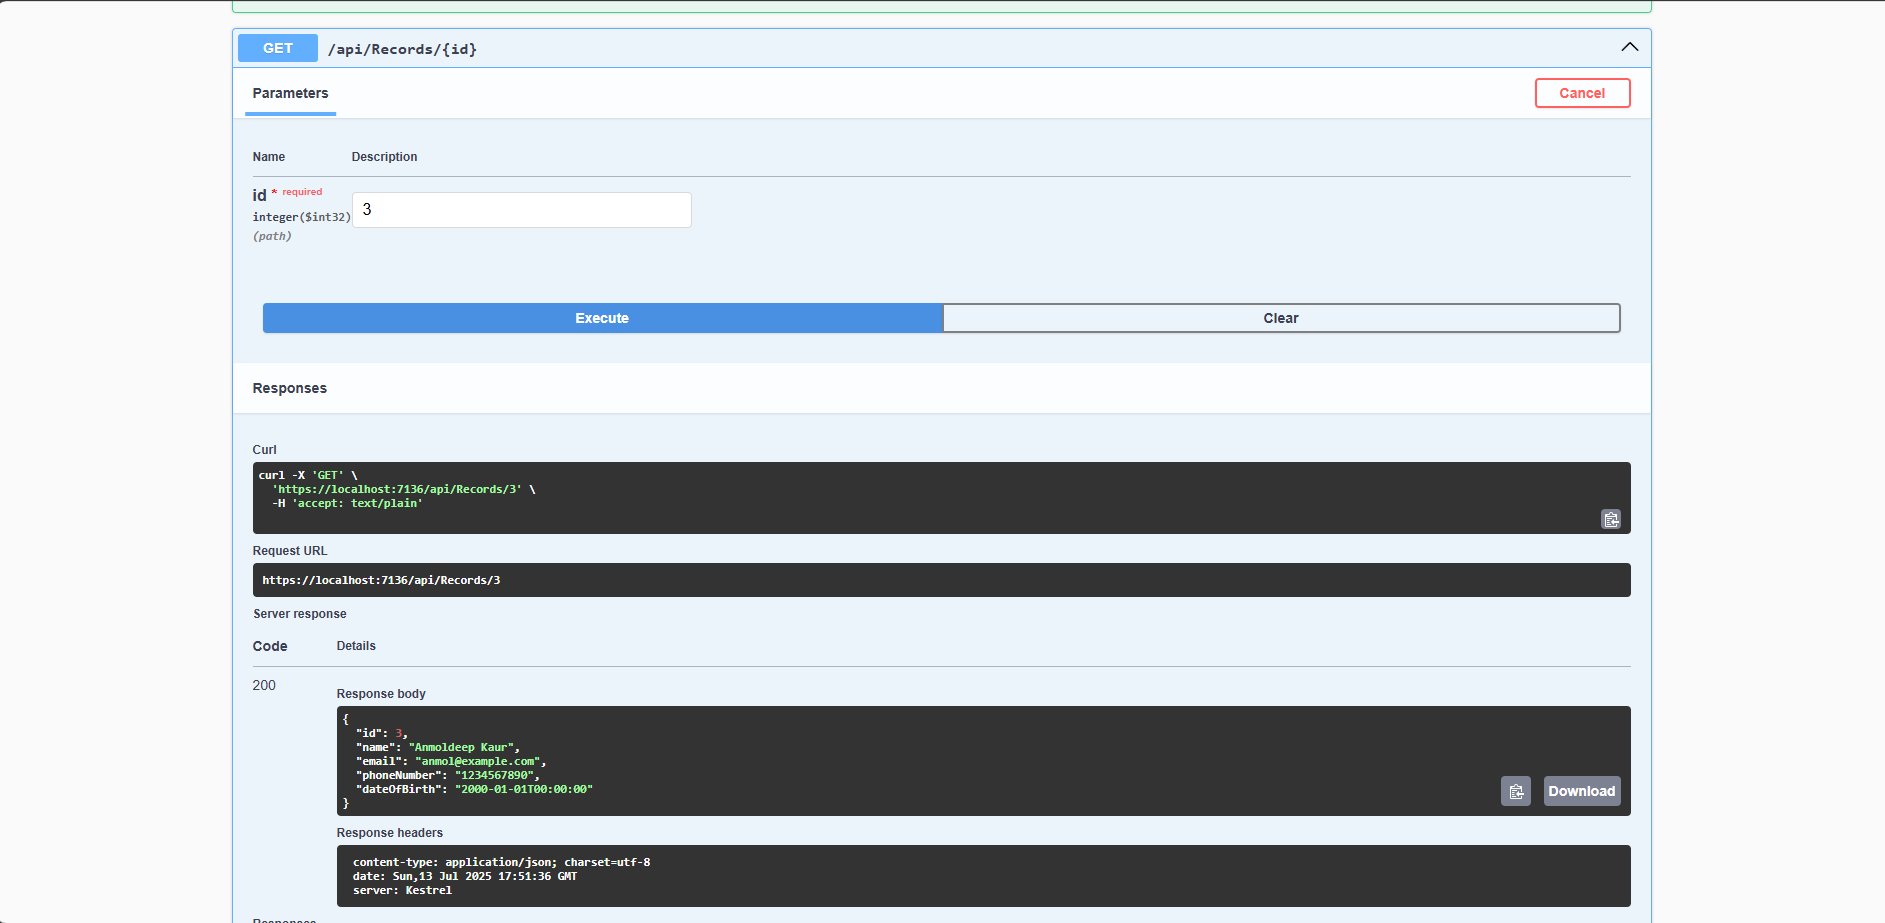 GET /api/Records/{id}
Parameters
Cancel
Name Description
id * required
integer($int32)
(path)
3
Execute Clear
Responses
Curl
curl -X 'GET' \
  'https://localhost:7136/api/Records/3' \
  -H 'accept: text/plain'
Request URL
https://localhost:7136/api/Records/3
Server response
Code Details
200
Response body
{
  "id": 3,
  "name": "Anmoldeep Kaur",
  "email": "anmol@example.com",
  "phoneNumber": "1234567890",
  "dateOfBirth": "2000-01-01T00:00:00"
}
Download
Response headers
content-type: application/json; charset=utf-8
date: Sun,13 Jul 2025 17:51:36 GMT
server: Kestrel
Responses